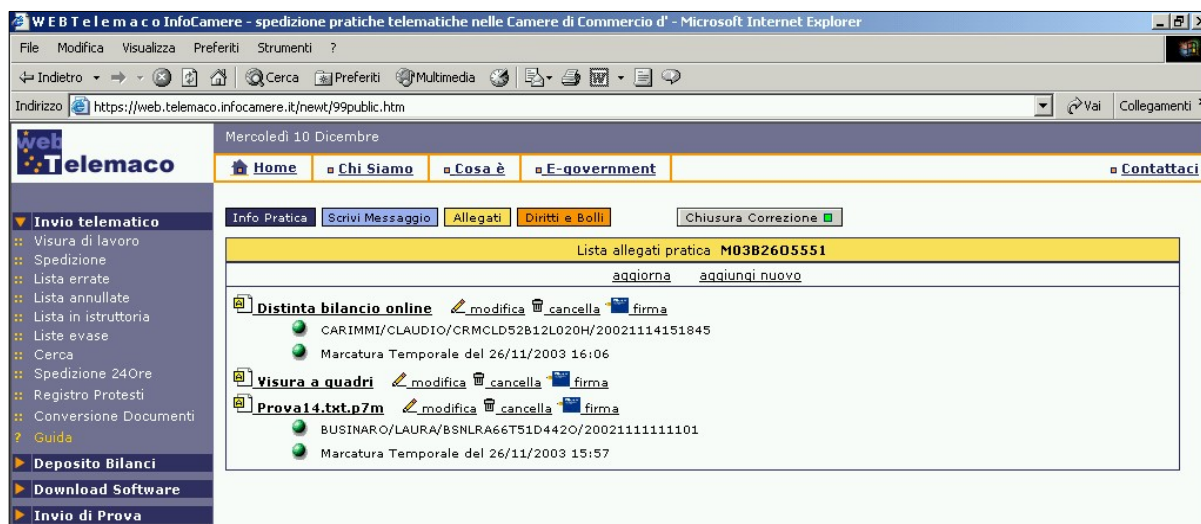 W E B T e l e m a c o InfoCamere - spedizione pratiche telematiche nelle Camere di Commercio d' - Microsoft Internet Explorer
File Modifica Visualizza Preferiti Strumenti ?
Indietro Cerca Preferiti Multimedia
Indirizzo https://web.telemaco.infocamere.it/newt/99public.htm Vai Collegamenti
web
Telemaco
Mercoledì 10 Dicembre
Home Chi Siamo Cosa è E-government Contattaci
Invio telematico
Visura di lavoro
Spedizione
Lista errate
Lista annullate
Lista in istruttoria
Liste evase
Cerca
Spedizione 24Ore
Registro Protesti
Conversione Documenti
? Guida
Deposito Bilanci
Download Software
Invio di Prova
Info Pratica Scrivi Messaggio Allegati Diritti e Bolli Chiusura Correzione
Lista allegati pratica M03B26O5551
aggiorna aggiungi nuovo
Distinta bilancio online modifica cancella firma
CARIMMI/CLAUDIO/CRMCLD52B12L020H/20021114151845
Marcatura Temporale del 26/11/2003 16:06
Visura a quadri modifica cancella firma
Prova14.txt.p7m modifica cancella firma
BUSINARO/LAURA/BSNLRA66T51D442O/20021111111101
Marcatura Temporale del 26/11/2003 15:57